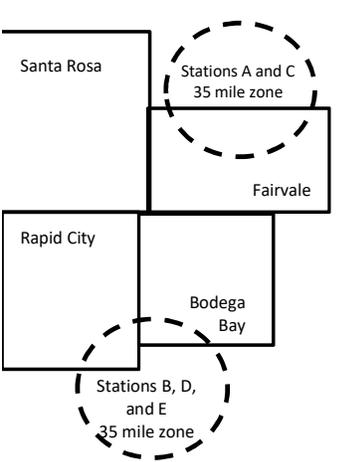 Santa Rosa
Stations A and C
35 mile zone
Fairvale
Rapid City
Bodega
Bay
Stations B, D,
and E
35 mile zone